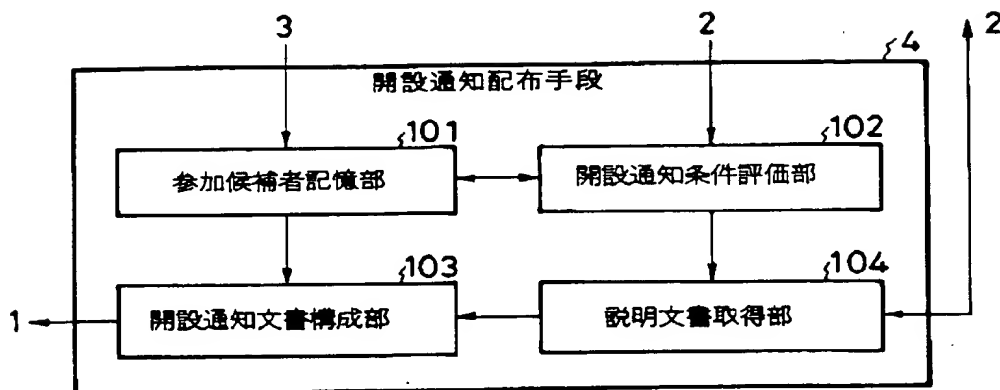 3
2
2
4
開設通知配布手段
101
102
参加候補者記憶部
開設通知条件評価部
103
104
1
開設通知文書構成部
説明文書取得部